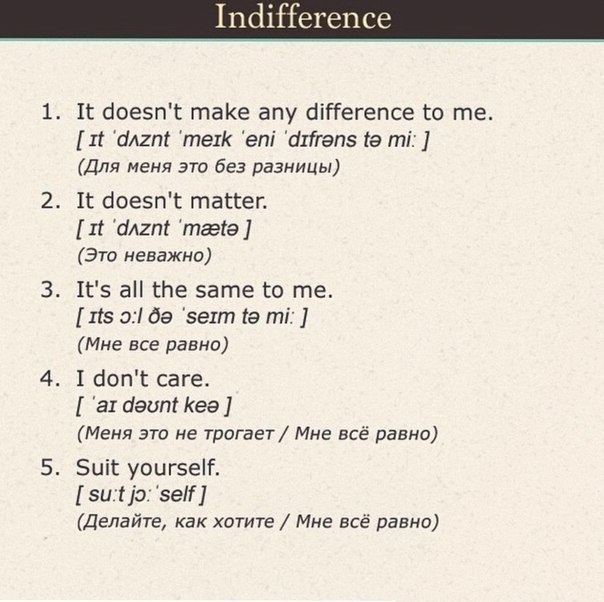 Indifference
1. It doesn't make any difference to me.
[ ɪt ˈdʌznt ˈmeɪk ˈeni ˈdɪfrəns tə miː ]
(Для меня это без разницы)
2. It doesn't matter.
[ ɪt ˈdʌznt ˈmætə ]
(Это неважно)
3. It's all the same to me.
[ ɪts ɔːl ðə ˈseɪm tə miː ]
(Мне все равно)
4. I don't care.
[ ˈaɪ dəʊnt keə ]
(Меня это не трогает / Мне всё равно)
5. Suit yourself.
[ suːt jɔːˈself ]
(Делайте, как хотите / Мне всё равно)